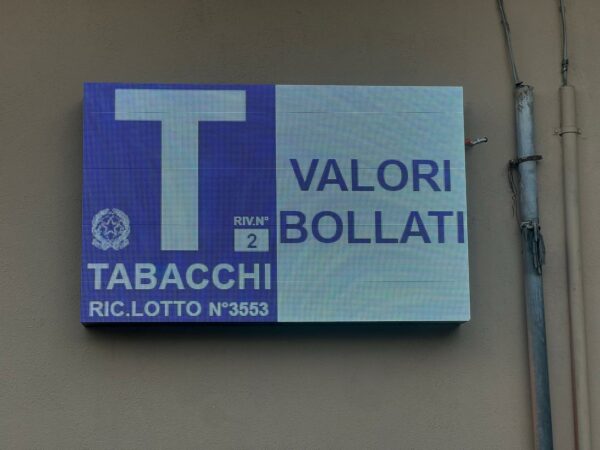 T
RIV.N°
2
TABACCHI
RIC.LOTTO N°3553
VALORI
BOLLATI